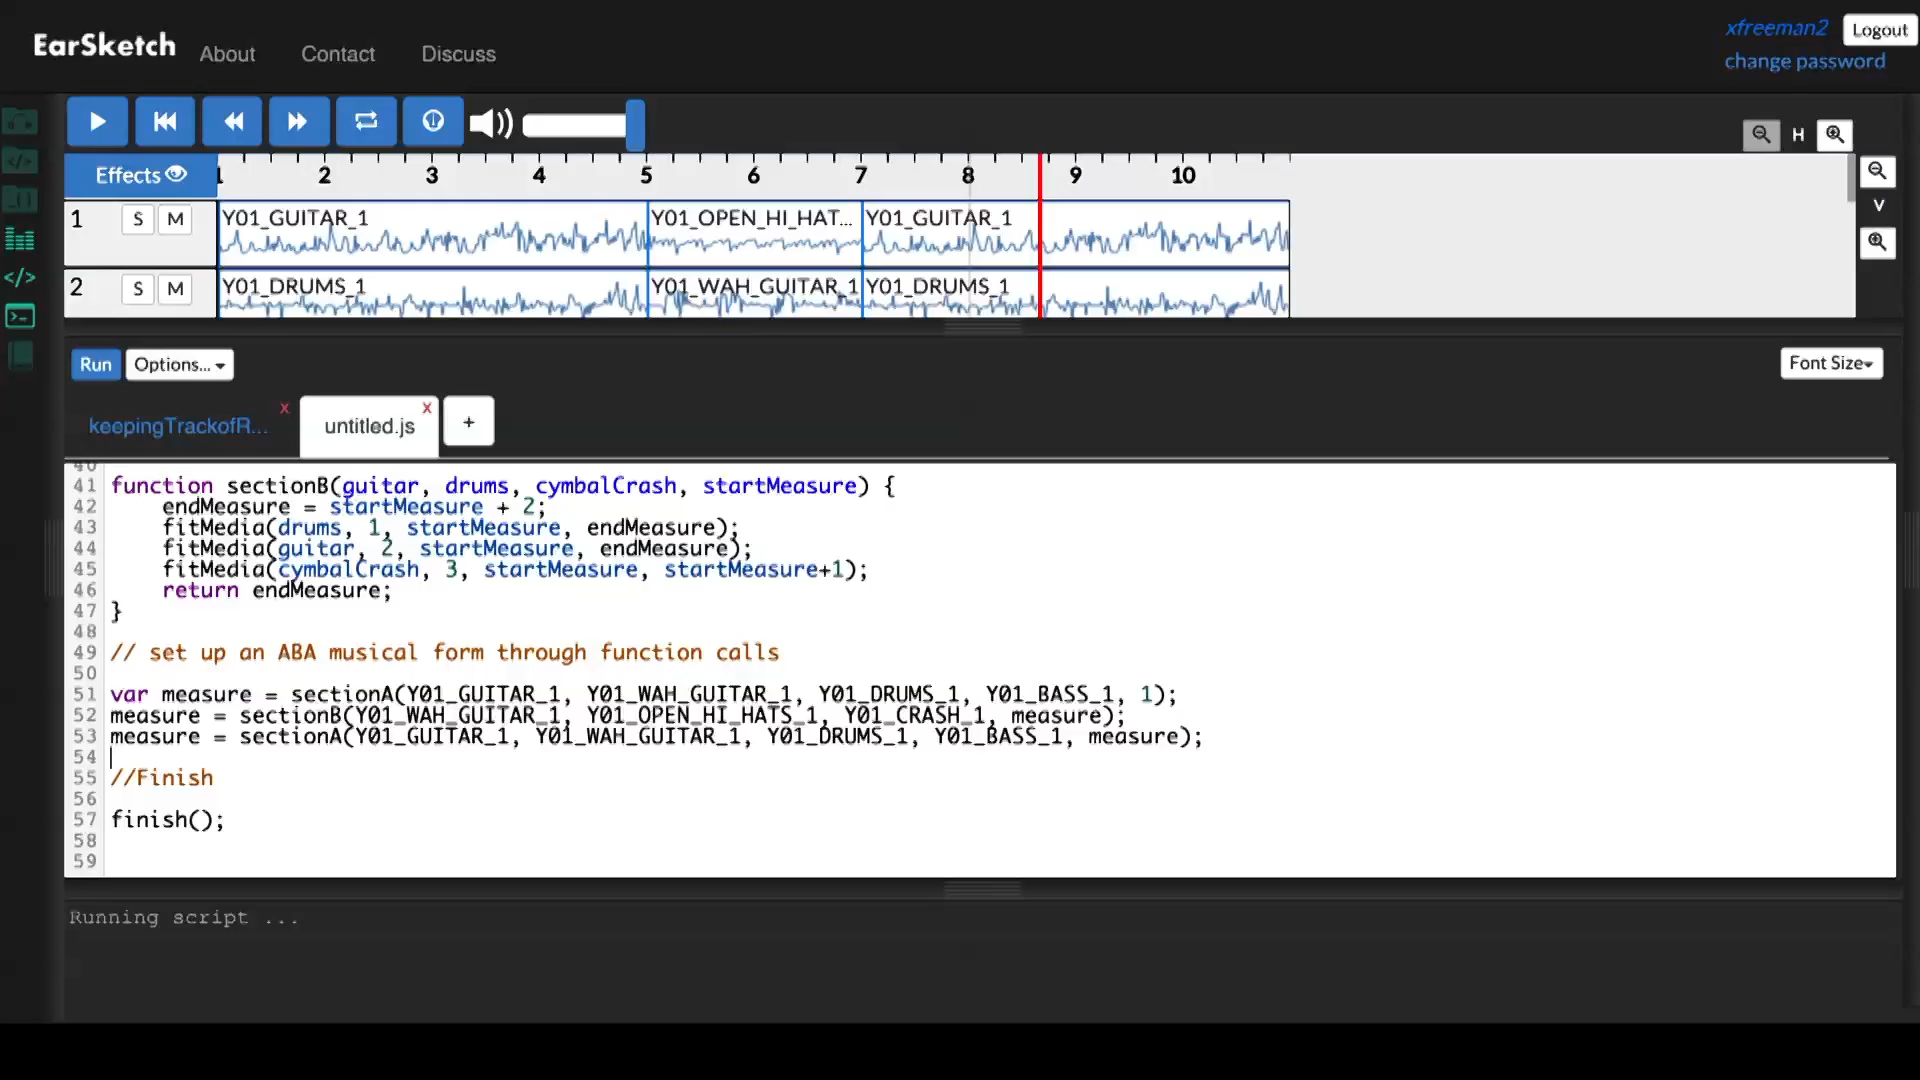 EarSketch About Contact Discuss
xfreeman2 Logout
change password
H
Effects 1 2 3 4 5 6 7 8 9 10
V
1 S M Y01_GUITAR_1 Y01_OPEN_HI_HAT... Y01_GUITAR_1
2 S M Y01_DRUMS_1 Y01_WAH_GUITAR_1 Y01_DRUMS_1
Run Options... Font Size
keepingTrackofR... x untitled.js x +
40
41 function sectionB(guitar, drums, cymbalCrash, startMeasure) {
42 endMeasure = startMeasure + 2;
43 fitMedia(drums, 1, startMeasure, endMeasure);
44 fitMedia(guitar, 2, startMeasure, endMeasure);
45 fitMedia(cymbalCrash, 3, startMeasure, startMeasure+1);
46 return endMeasure;
47 }
48
49 // set up an ABA musical form through function calls
50
51 var measure = sectionA(Y01_GUITAR_1, Y01_WAH_GUITAR_1, Y01_DRUMS_1, Y01_BASS_1, 1);
52 measure = sectionB(Y01_WAH_GUITAR_1, Y01_OPEN_HI_HATS_1, Y01_CRASH_1, measure);
53 measure = sectionA(Y01_GUITAR_1, Y01_WAH_GUITAR_1, Y01_DRUMS_1, Y01_BASS_1, measure);
54
55 //Finish
56
57 finish();
58
59
Running script ...